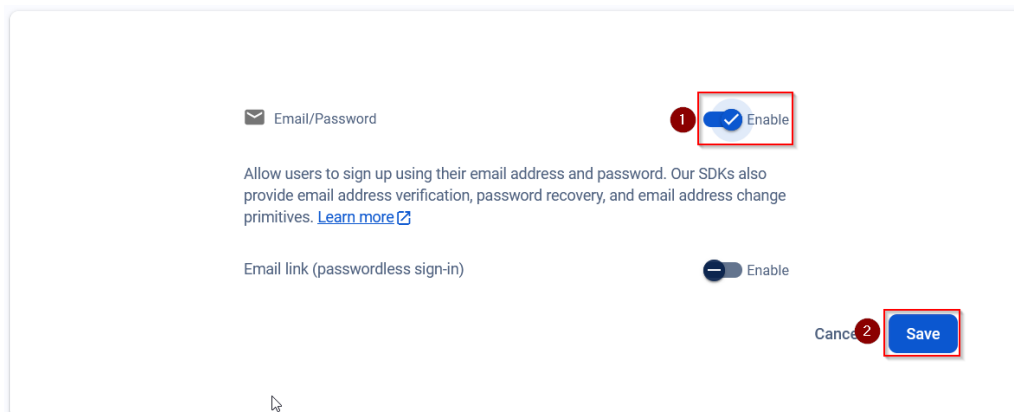 Email/Password
1
Enable
Allow users to sign up using their email address and password. Our SDKs also
provide email address verification, password recovery, and email address change
primitives. Learn more
Email link (passwordless sign-in)
Enable
Cance
2
Save